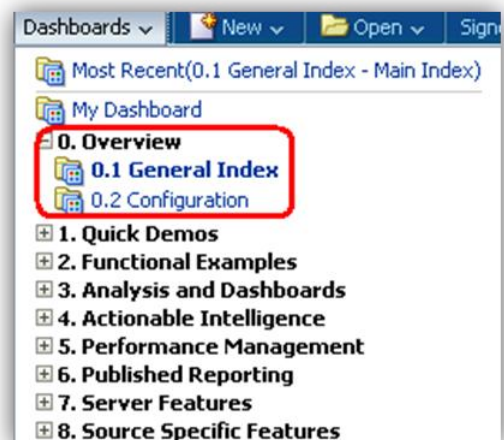 Dashboards New Open
Most Recent(0.1 General Index - Main Index)
My Dashboard
0. Overview
0.1 General Index
0.2 Configuration
1. Quick Demos
2. Functional Examples
3. Analysis and Dashboards
4. Actionable Intelligence
5. Performance Management
6. Published Reporting
7. Server Features
8. Source Specific Features